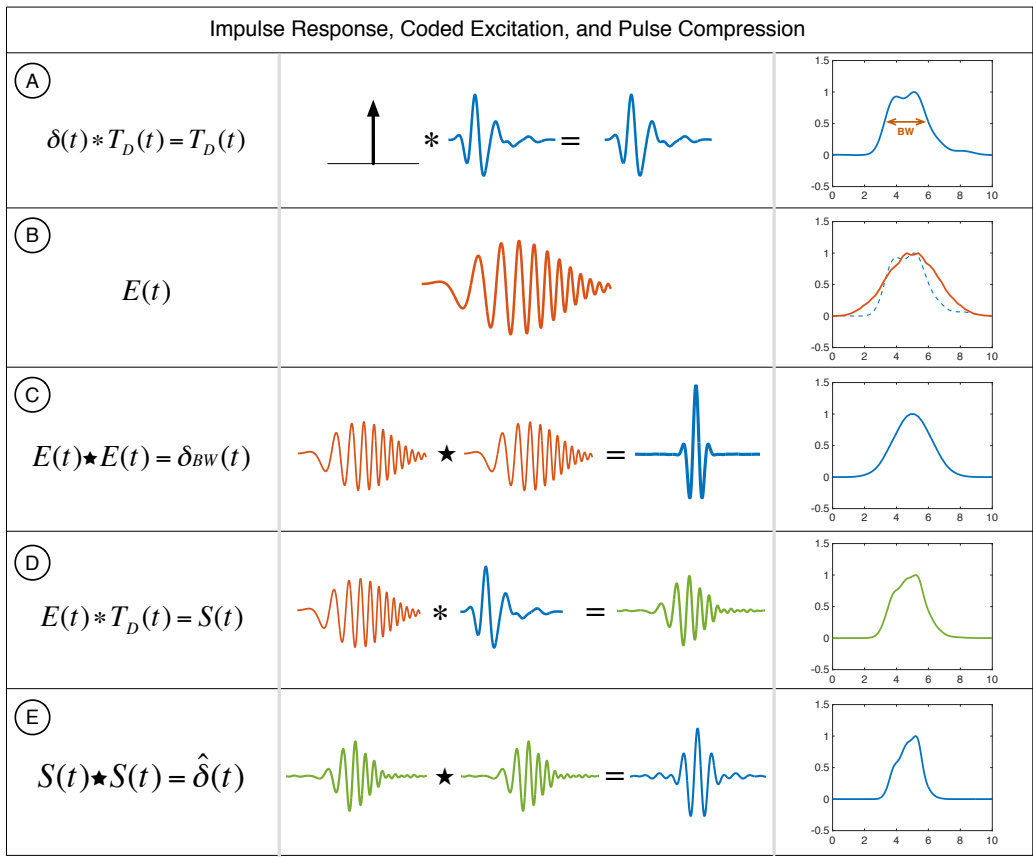 Impulse Response, Coded Excitation, and Pulse Compression
A
δ(t) * T_D(t) = T_D(t)
* =
1.5
1
0.5
0
-0.5
BW
0 2 4 6 8 10
B
E(t)
1.5
1
0.5
0
-0.5
0 2 4 6 8 10
C
E(t)★E(t) = δ_BW(t)
★ =
1.5
1
0.5
0
-0.5
0 2 4 6 8 10
D
E(t) * T_D(t) = S(t)
* =
1.5
1
0.5
0
-0.5
0 2 4 6 8 10
E
S(t)★S(t) = δ̂(t)
★ =
1.5
1
0.5
0
-0.5
0 2 4 6 8 10